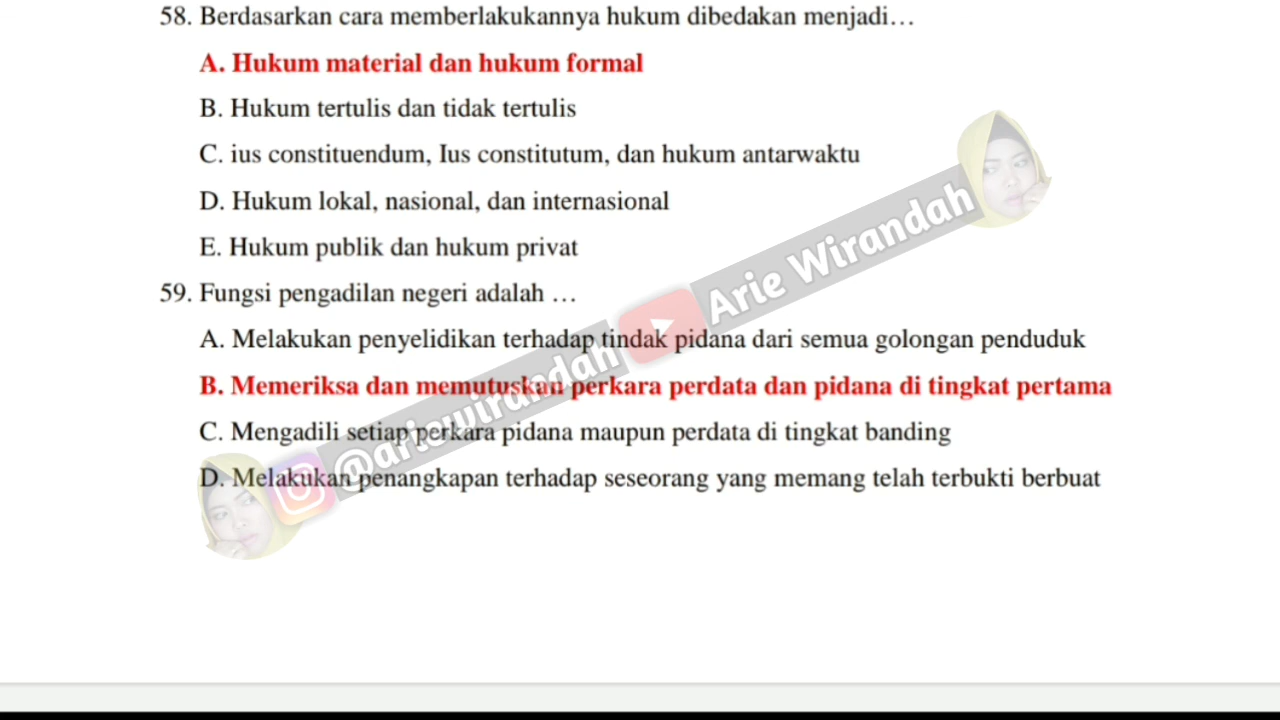 58. Berdasarkan cara memberlakukannya hukum dibedakan menjadi…
A. Hukum material dan hukum formal
B. Hukum tertulis dan tidak tertulis
C. ius constituendum, Ius constitutum, dan hukum antarwaktu
D. Hukum lokal, nasional, dan internasional
E. Hukum publik dan hukum privat
59. Fungsi pengadilan negeri adalah …
A. Melakukan penyelidikan terhadap tindak pidana dari semua golongan penduduk
B. Memeriksa dan memutuskan perkara perdata dan pidana di tingkat pertama
C. Mengadili setiap perkara pidana maupun perdata di tingkat banding
D. Melakukan penangkapan terhadap seseorang yang memang telah terbukti berbuat
@ariewirandah Arie Wirandah